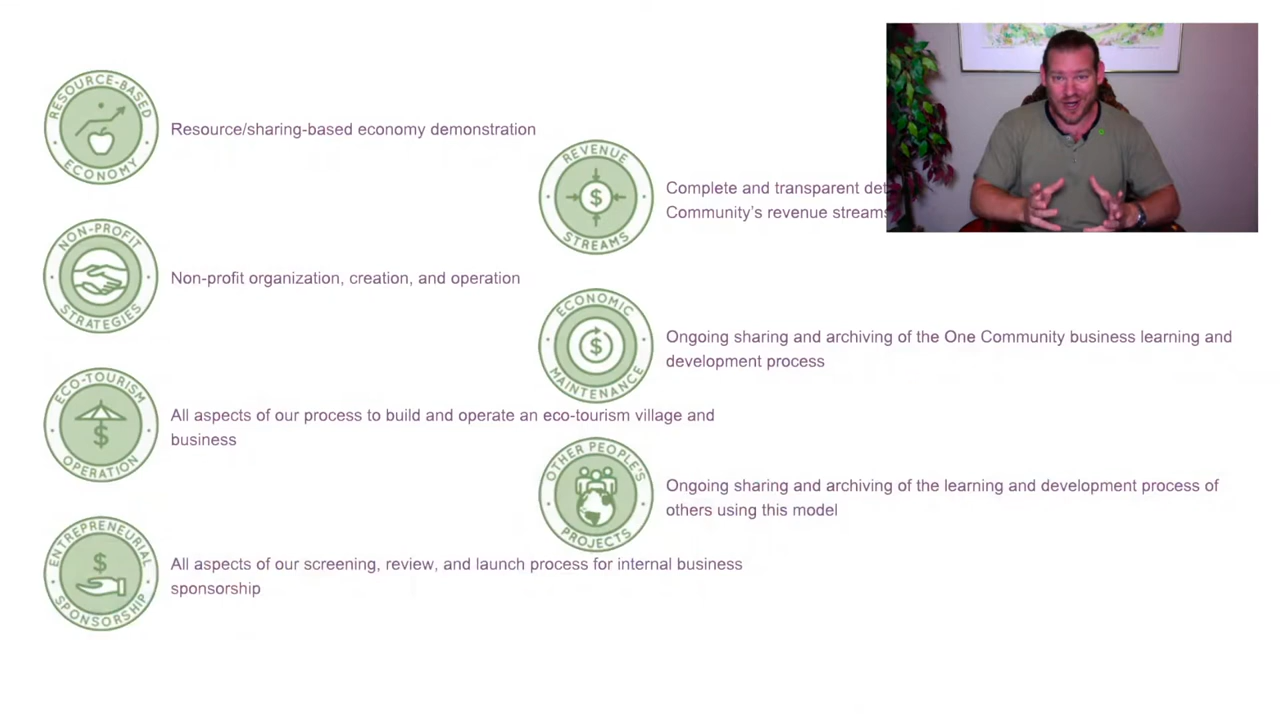 RESOURCE-BASED
ECONOMY
Resource/sharing-based economy demonstration
NON-PROFIT
STRATEGIES
Non-profit organization, creation, and operation
ECO-TOURISM
$
OPERATION
All aspects of our process to build and operate an eco-tourism village and
business
ENTREPRENEURIAL
$
SPONSORSHIP
All aspects of our screening, review, and launch process for internal business
sponsorship
REVENUE
$
STREAMS
Complete and transparent
Community's revenue streams
ECONOMIC
$
MAINTENANCE
Ongoing sharing and archiving of the One Community business learning and
development process
OTHER PEOPLE'S
PROJECTS
Ongoing sharing and archiving of the learning and development process of
others using this model